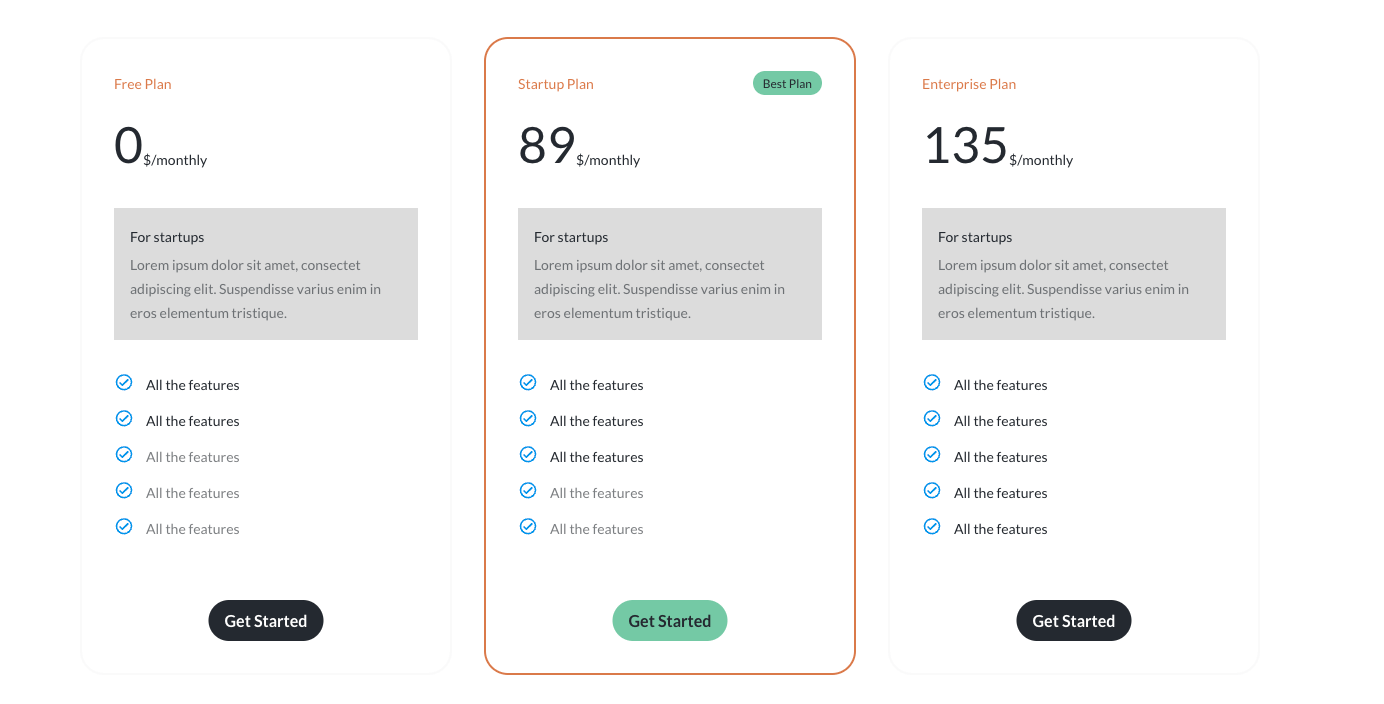 Free Plan
0$/monthly
For startups
Lorem ipsum dolor sit amet, consectet
adipiscing elit. Suspendisse varius enim in
eros elementum tristique.
All the features
All the features
All the features
All the features
All the features
Get Started
Startup Plan
Best Plan
89$/monthly
For startups
Lorem ipsum dolor sit amet, consectet
adipiscing elit. Suspendisse varius enim in
eros elementum tristique.
All the features
All the features
All the features
All the features
All the features
Get Started
Enterprise Plan
135$/monthly
For startups
Lorem ipsum dolor sit amet, consectet
adipiscing elit. Suspendisse varius enim in
eros elementum tristique.
All the features
All the features
All the features
All the features
All the features
Get Started